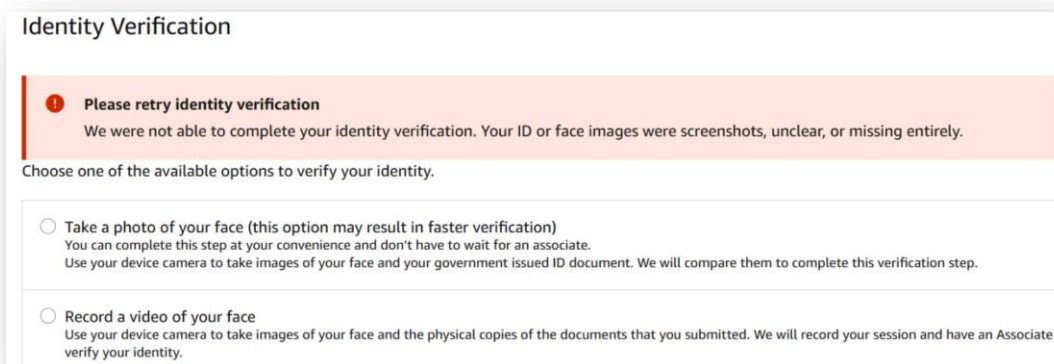 Identity Verification
Please retry identity verification
We were not able to complete your identity verification. Your ID or face images were screenshots, unclear, or missing entirely.
Choose one of the available options to verify your identity.
Take a photo of your face (this option may result in faster verification)
You can complete this step at your convenience and don't have to wait for an associate.
Use your device camera to take images of your face and your government issued ID document. We will compare them to complete this verification step.
Record a video of your face
Use your device camera to take images of your face and the physical copies of the documents that you submitted. We will record your session and have an Associate
verify your identity.